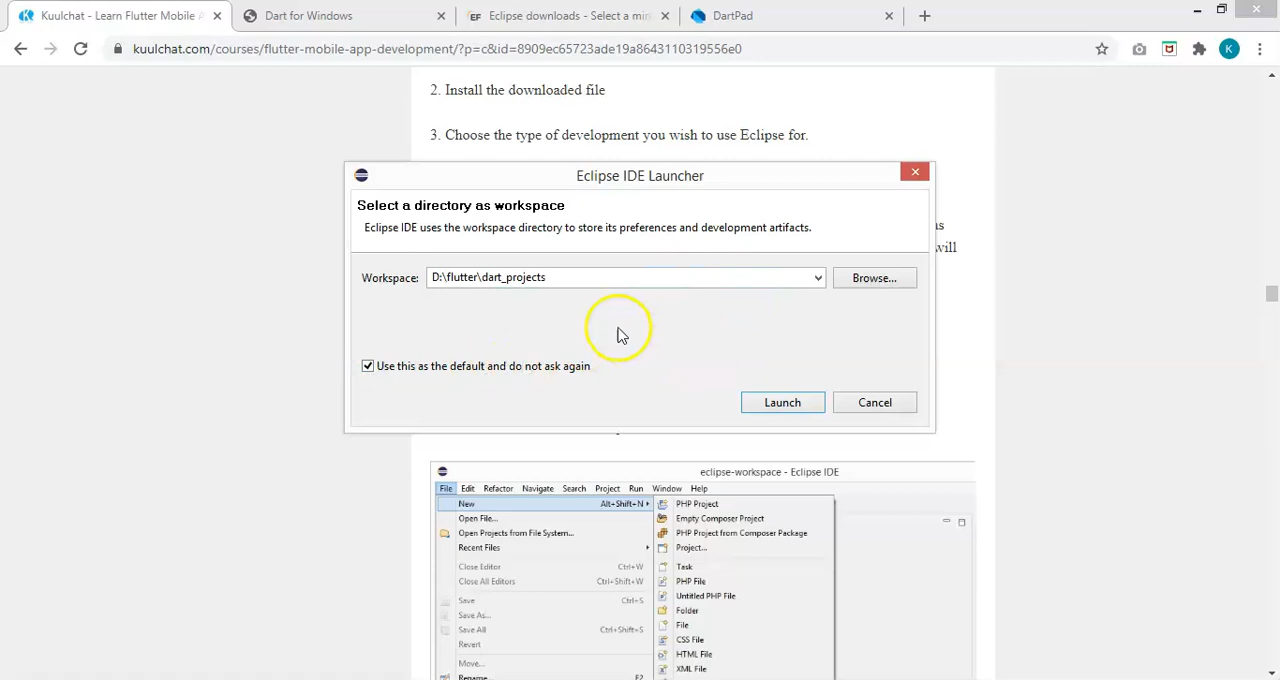 Kuulchat - Learn Flutter Mobile A
Dart for Windows
Eclipse downloads - Select a mir
DartPad
kuulchat.com/courses/flutter-mobile-app-development/?p=c&id=8909ec65723ade19a8643110319556e0
K
2. Install the downloaded file
3. Choose the type of development you wish to use Eclipse for.
Eclipse IDE Launcher
Select a directory as workspace
Eclipse IDE uses the workspace directory to store its preferences and development artifacts.
as
will
Workspace:
D:\flutter\dart_projects
Browse...
Use this as the default and do not ask again
Launch
Cancel
eclipse-workspace - Eclipse IDE
File Edit Refactor Navigate Search Project Run Window Help
New Alt+Shift+N
PHP Project
Open File...
Empty Composer Project
Open Projects from File System...
PHP Project from Composer Package
Recent Files
Project...
Close Editor Ctrl+W
Task
Close All Editors Ctrl+Shift+W
PHP File
Save Ctrl+S
Untitled PHP File
Save As...
Folder
Save All Ctrl+Shift+S
File
Revert
CSS File
HTML File
Move...
XML File
Rename... F2